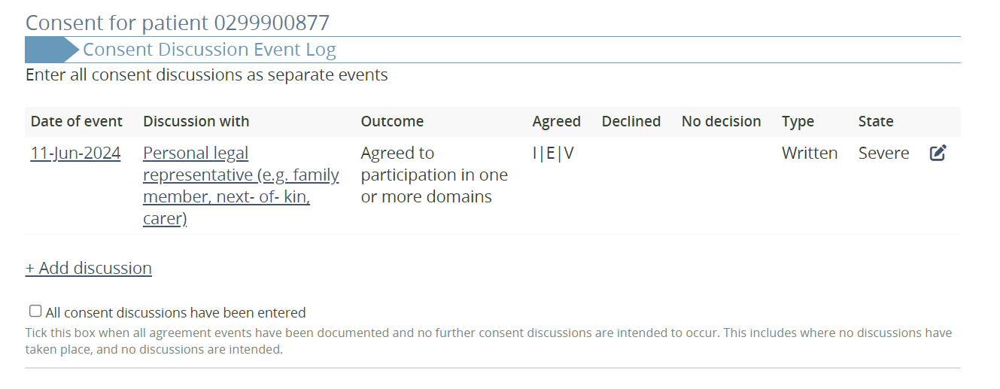 Consent for patient 0299900877
Consent Discussion Event Log
Enter all consent discussions as separate events
Date of event Discussion with Outcome Agreed Declined No decision Type State
11-Jun-2024 Personal legal Agreed to I|E|V Written Severe
representative (e.g. family participation in one
member, next- of- kin, or more domains
carer)
+ Add discussion
All consent discussions have been entered
Tick this box when all agreement events have been documented and no further consent discussions are intended to occur. This includes where no discussions have
taken place, and no discussions are intended.